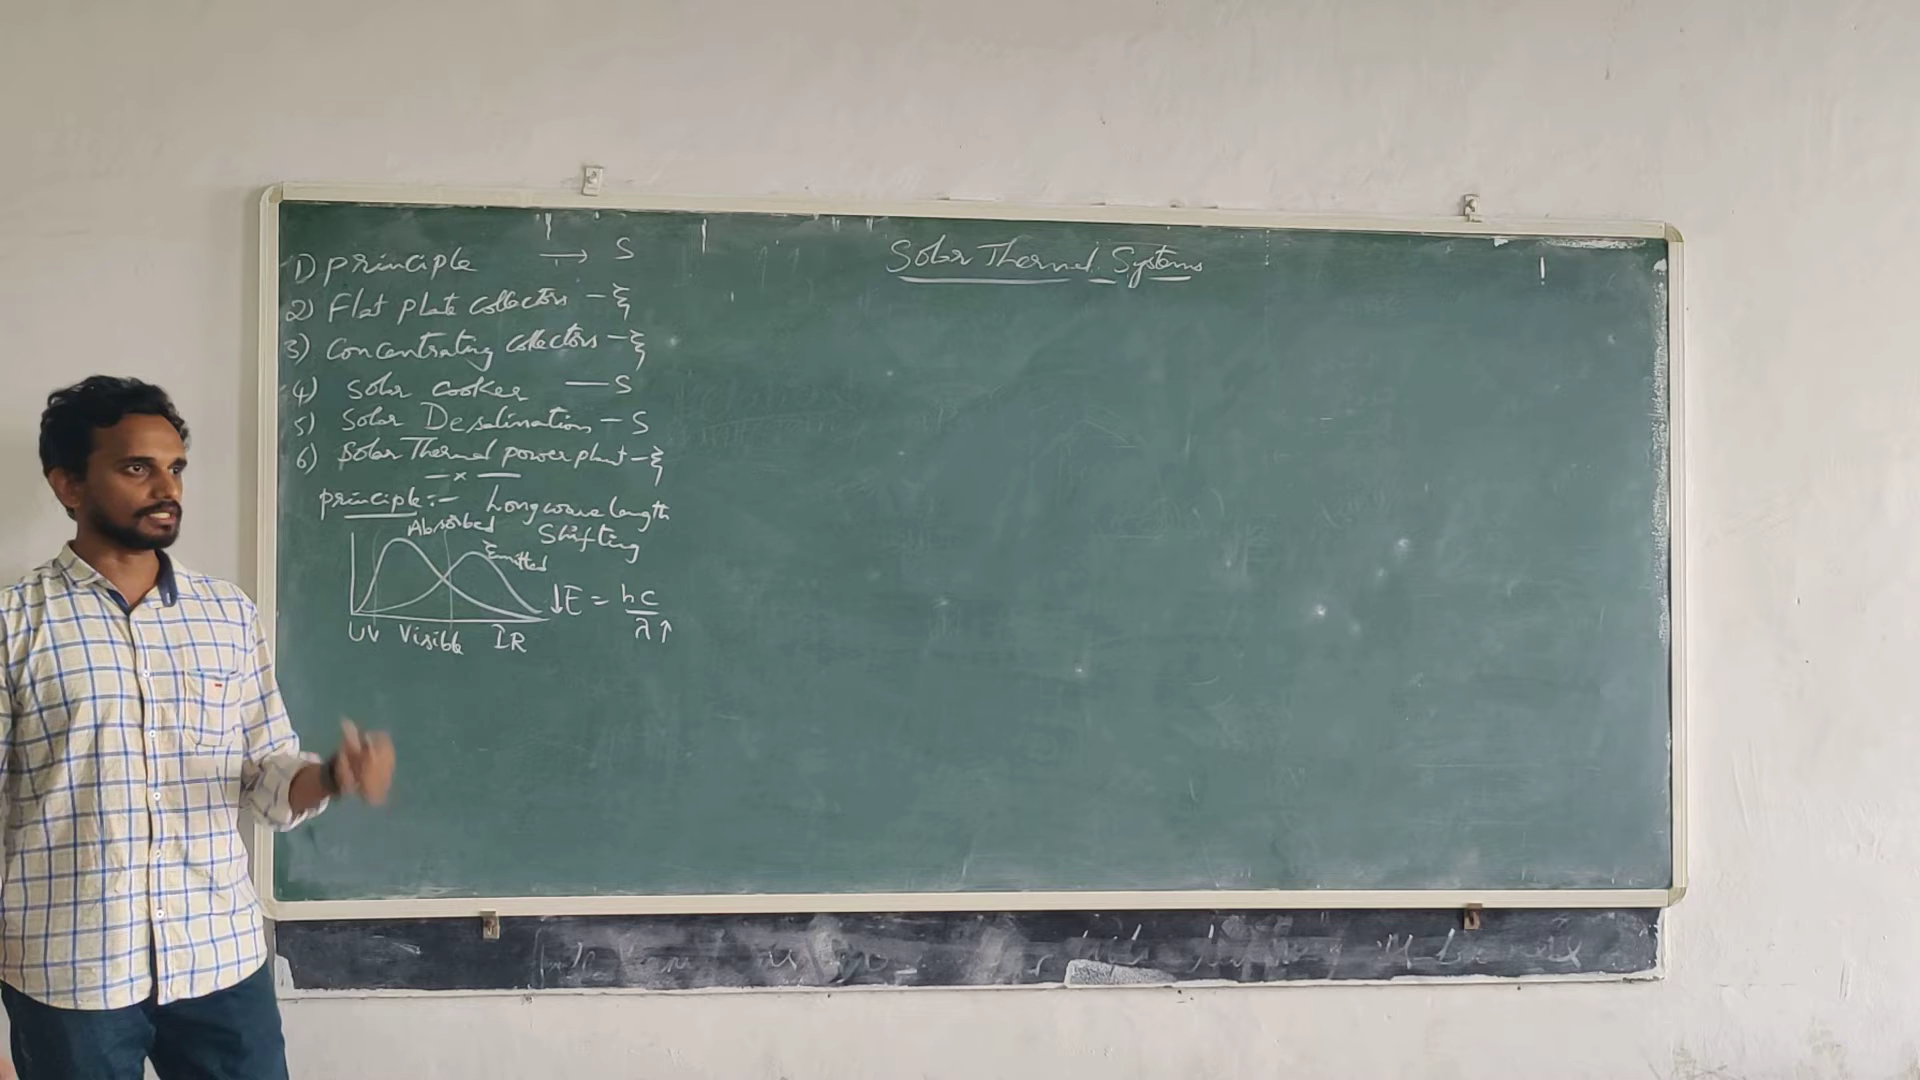 Solar Thermal Systems
1) principle → S
2) Flat plate collectors - ξ
3) Concentrating collectors - ξ
4) Solar cooker — S
5) Solar Desalination - S
6) Solar Thermal power plant - ξ
— x —
principle:- Long wave length
Shifting
Absorbed
Emitted
↓E = hc
λ↑
UV Visible IR